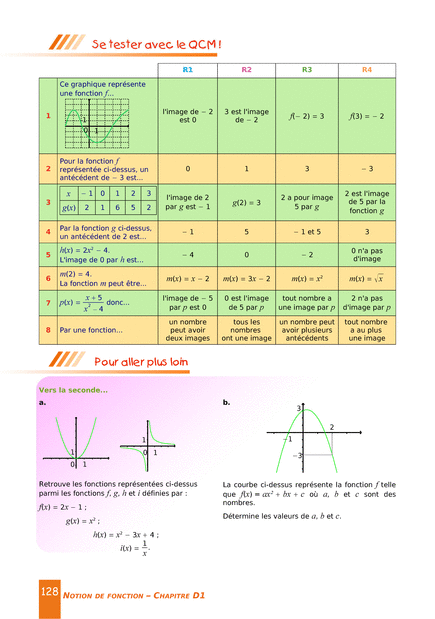 Se tester avec le QCM !
R1 R2 R3 R4
1 Ce graphique représente
une fonction f...
1
0 1
l'image de − 2
est 0
3 est l'image
de − 2
f(− 2) = 3
f(3) = − 2
2 Pour la fonction f
représentée ci-dessus, un
antécédent de − 3 est...
0 1 3 − 3
3 x − 1 0 1 2 3
g(x) 2 1 6 5 2
l'image de 2
par g est − 1
g(2) = 3
2 a pour image
5 par g
2 est l'image
de 5 par la
fonction g
4 Par la fonction g ci-dessus,
un antécédent de 2 est...
− 1 5 − 1 et 5 3
5 h(x) = 2x² − 4.
L'image de 0 par h est...
− 4 0 − 2
0 n'a pas
d'image
6 m(2) = 4.
La fonction m peut être...
m(x) = x − 2 m(x) = 3x − 2 m(x) = x² m(x) = √x
7 p(x) = (x + 5)/(x² − 4) donc...
l'image de − 5
par p est 0
0 est l'image
de 5 par p
tout nombre a
une image par p
2 n'a pas
d'image par p
8 Par une fonction...
un nombre
peut avoir
deux images
tous les
nombres
ont une image
un nombre peut
avoir plusieurs
antécédents
tout nombre
a au plus
une image
Pour aller plus loin
Vers la seconde...
a.
1
0 1
1
0 1
Retrouve les fonctions représentées ci-dessus
parmi les fonctions f, g, h et i définies par :
f(x) = 2x − 1 ;
g(x) = x² ;
h(x) = x² − 3x + 4 ;
i(x) = 1/x.
b.
3
2
−1
−3
La courbe ci-dessus représente la fonction f telle
que f(x) = ax² + bx + c où a, b et c sont des
nombres.
Détermine les valeurs de a, b et c.
128 NOTION DE FONCTION – CHAPITRE D1